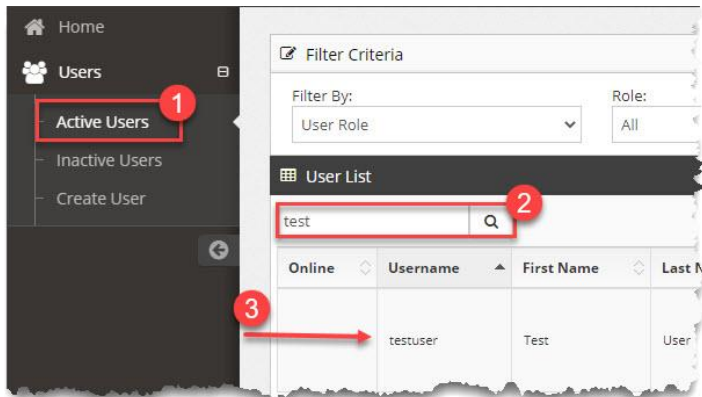 Home
Users
1
Active Users
Inactive Users
Create User
Filter Criteria
Filter By:
Role:
User Role
All
User List
2
test
Online
Username
First Name
Last
3
testuser
Test
User